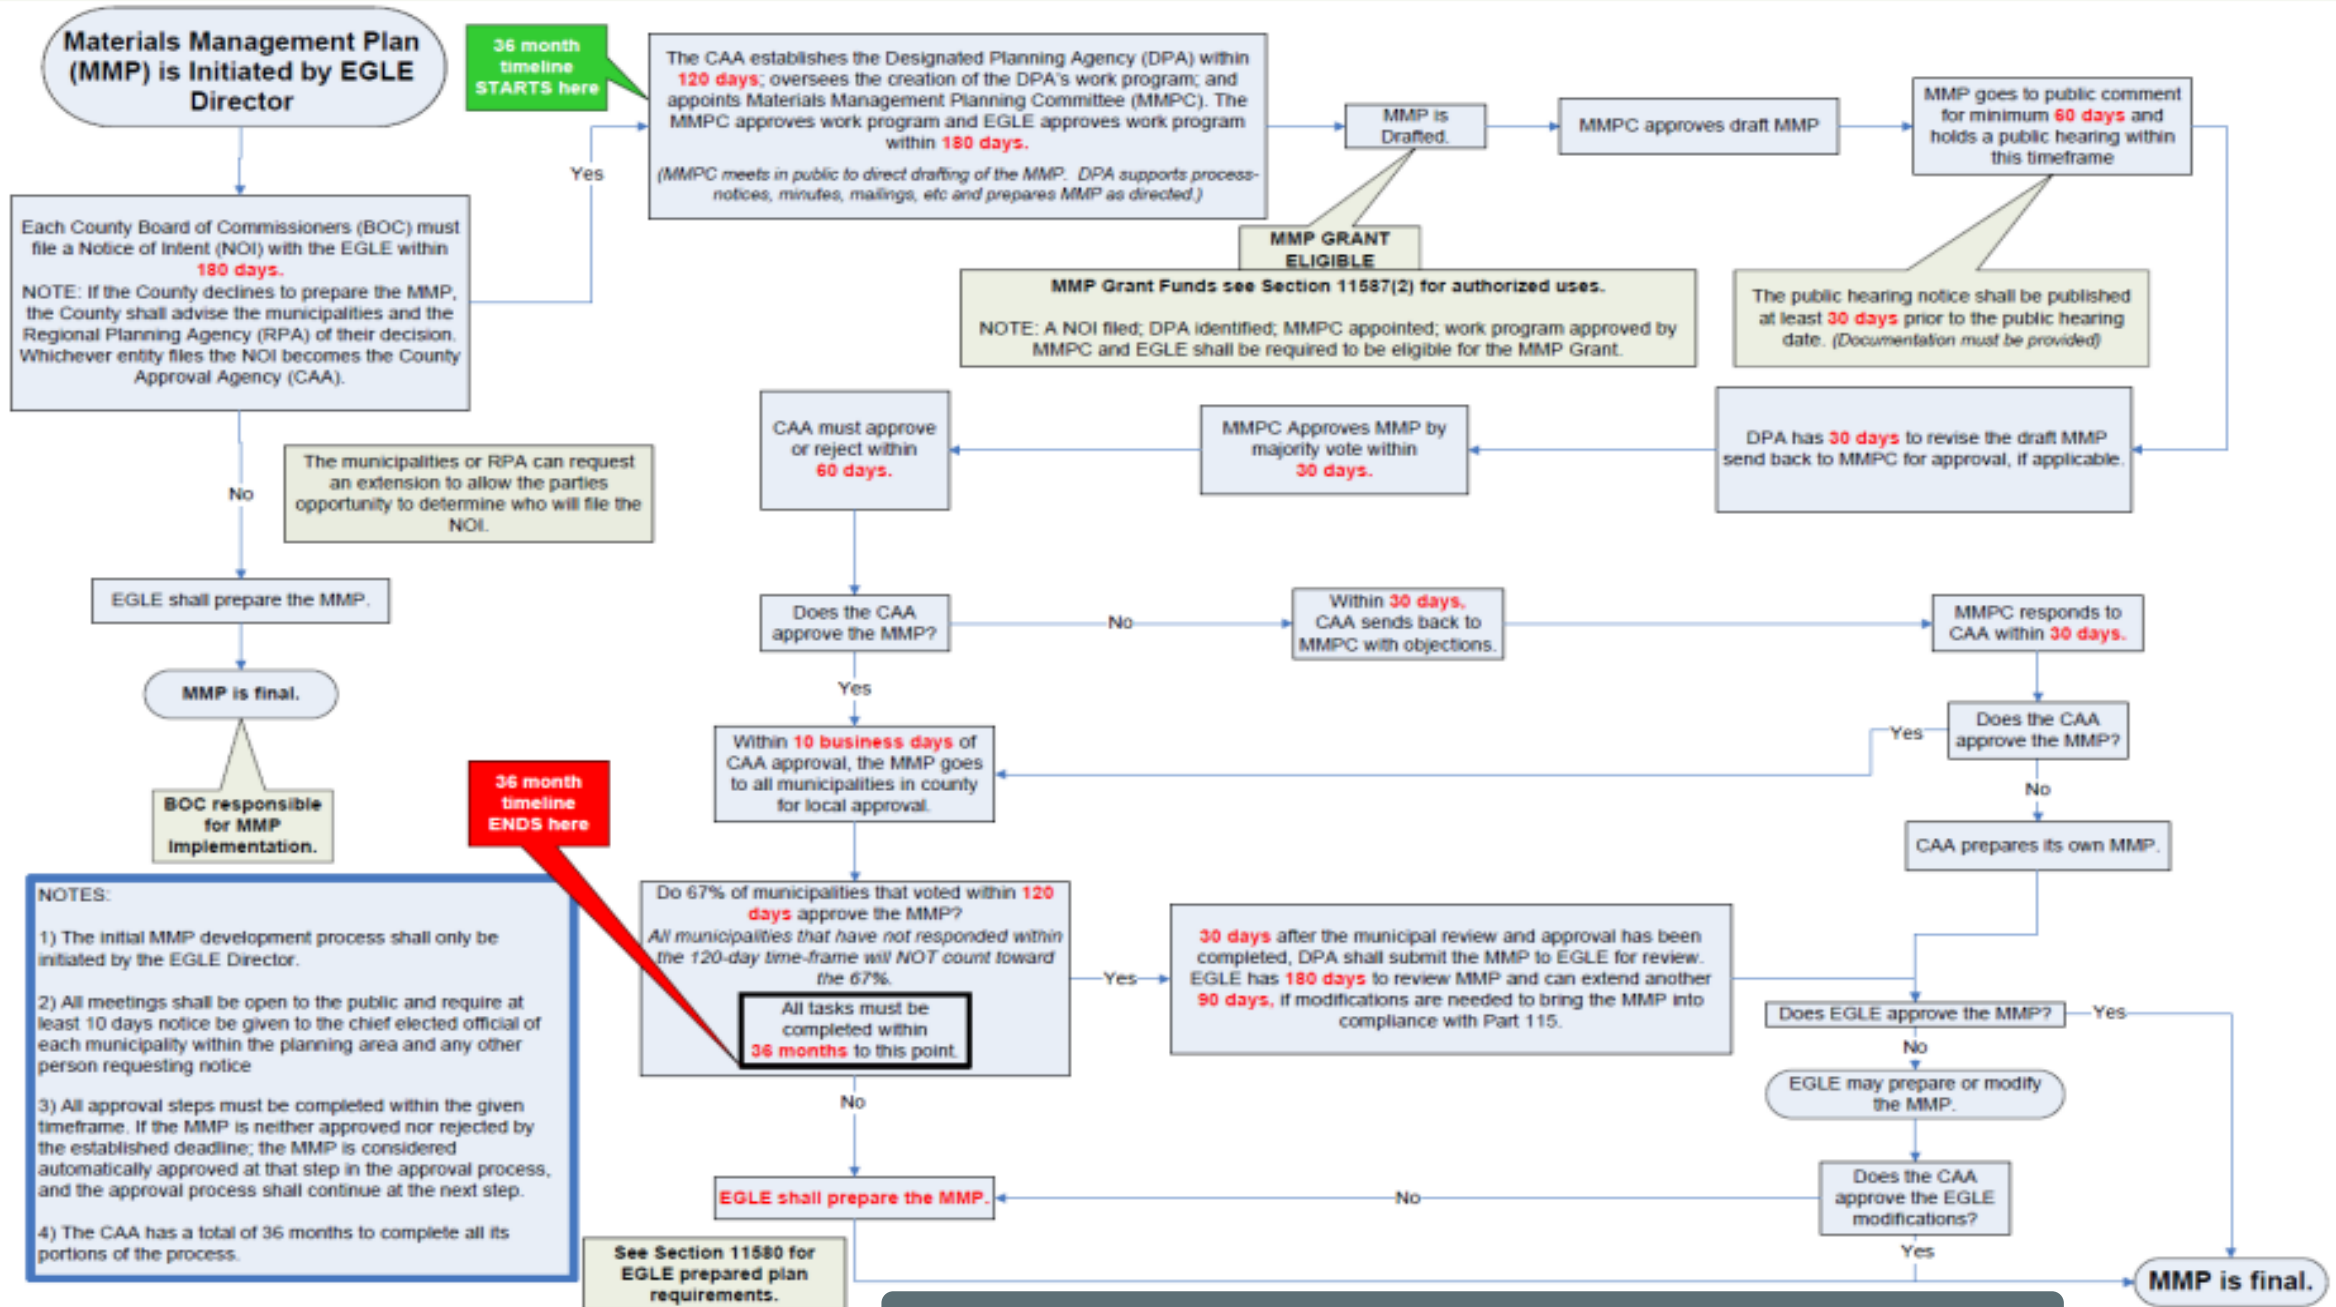 Materials Management Plan
(MMP) is Initiated by EGLE
Director
36 month
timeline
STARTS here
The CAA establishes the Designated Planning Agency (DPA) within
120 days; oversees the creation of the DPA's work program; and
appoints Materials Management Planning Committee (MMPC). The
MMPC approves work program and EGLE approves work program
within 180 days.
(MMPC meets in public to direct drafting of the MMP. DPA supports process-
notices, minutes, mailings, etc and prepares MMP as directed.)
MMP is
Drafted.
MMPC approves draft MMP
MMP goes to public comment
for minimum 60 days and
holds a public hearing within
this timeframe
Yes
Each County Board of Commissioners (BOC) must
file a Notice of Intent (NOI) with the EGLE within
180 days.
NOTE: If the County declines to prepare the MMP,
the County shall advise the municipalities and the
Regional Planning Agency (RPA) of their decision.
Whichever entity files the NOI becomes the County
Approval Agency (CAA).
MMP GRANT
ELIGIBLE
MMP Grant Funds see Section 11587(2) for authorized uses.
NOTE: A NOI filed; DPA identified; MMPC appointed; work program approved by
MMPC and EGLE shall be required to be eligible for the MMP Grant.
The public hearing notice shall be published
at least 30 days prior to the public hearing
date. (Documentation must be provided)
DPA has 30 days to revise the draft MMP
send back to MMPC for approval, if applicable.
MMPC Approves MMP by
majority vote within
30 days.
CAA must approve
or reject within
60 days.
No
The municipalities or RPA can request
an extension to allow the parties
opportunity to determine who will file the
NOI.
EGLE shall prepare the MMP.
MMP is final.
BOC responsible
for MMP
Implementation.
Does the CAA
approve the MMP?
No
Within 30 days,
CAA sends back to
MMPC with objections.
MMPC responds to
CAA within 30 days.
Yes
Does the CAA
approve the MMP?
Yes
No
CAA prepares its own MMP.
Within 10 business days of
CAA approval, the MMP goes
to all municipalities in county
for local approval.
36 month
timeline
ENDS here
Do 67% of municipalities that voted within 120
days approve the MMP?
All municipalities that have not responded within
the 120-day time-frame will NOT count toward
the 67%.
All tasks must be
completed within
36 months to this point.
Yes
30 days after the municipal review and approval has been
completed, DPA shall submit the MMP to EGLE for review.
EGLE has 180 days to review MMP and can extend another
90 days, if modifications are needed to bring the MMP into
compliance with Part 115.
Does EGLE approve the MMP?
Yes
No
EGLE may prepare or modify
the MMP.
Does the CAA
approve the EGLE
modifications?
No
Yes
No
EGLE shall prepare the MMP.
See Section 11580 for
EGLE prepared plan
requirements.
MMP is final.
NOTES:
1) The initial MMP development process shall only be
initiated by the EGLE Director.
2) All meetings shall be open to the public and require at
least 10 days notice be given to the chief elected official of
each municipality within the planning area and any other
person requesting notice
3) All approval steps must be completed within the given
timeframe. If the MMP is neither approved nor rejected by
the established deadline; the MMP is considered
automatically approved at that step in the approval process,
and the approval process shall continue at the next step.
4) The CAA has a total of 36 months to complete all its
portions of the process.